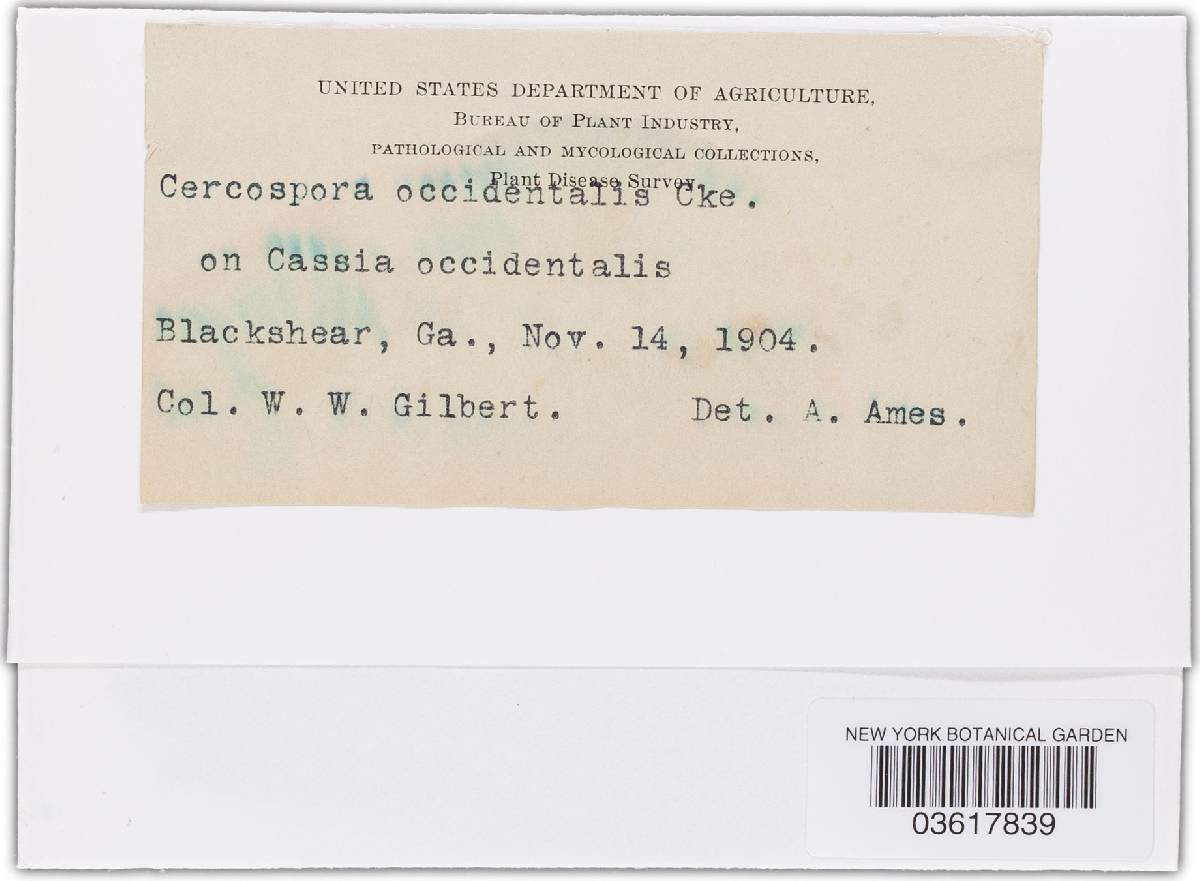 UNITED STATES DEPARTMENT OF AGRICULTURE,
BUREAU OF PLANT INDUSTRY,
PATHOLOGICAL AND MYCOLOGICAL COLLECTIONS,
Plant Disease Survey.
Cercospora occidentalis Cke.
on Cassia occidentalis
Blackshear, Ga., Nov. 14, 1904.
Col. W. W. Gilbert. Det. A. Ames.
NEW YORK BOTANICAL GARDEN
03617839